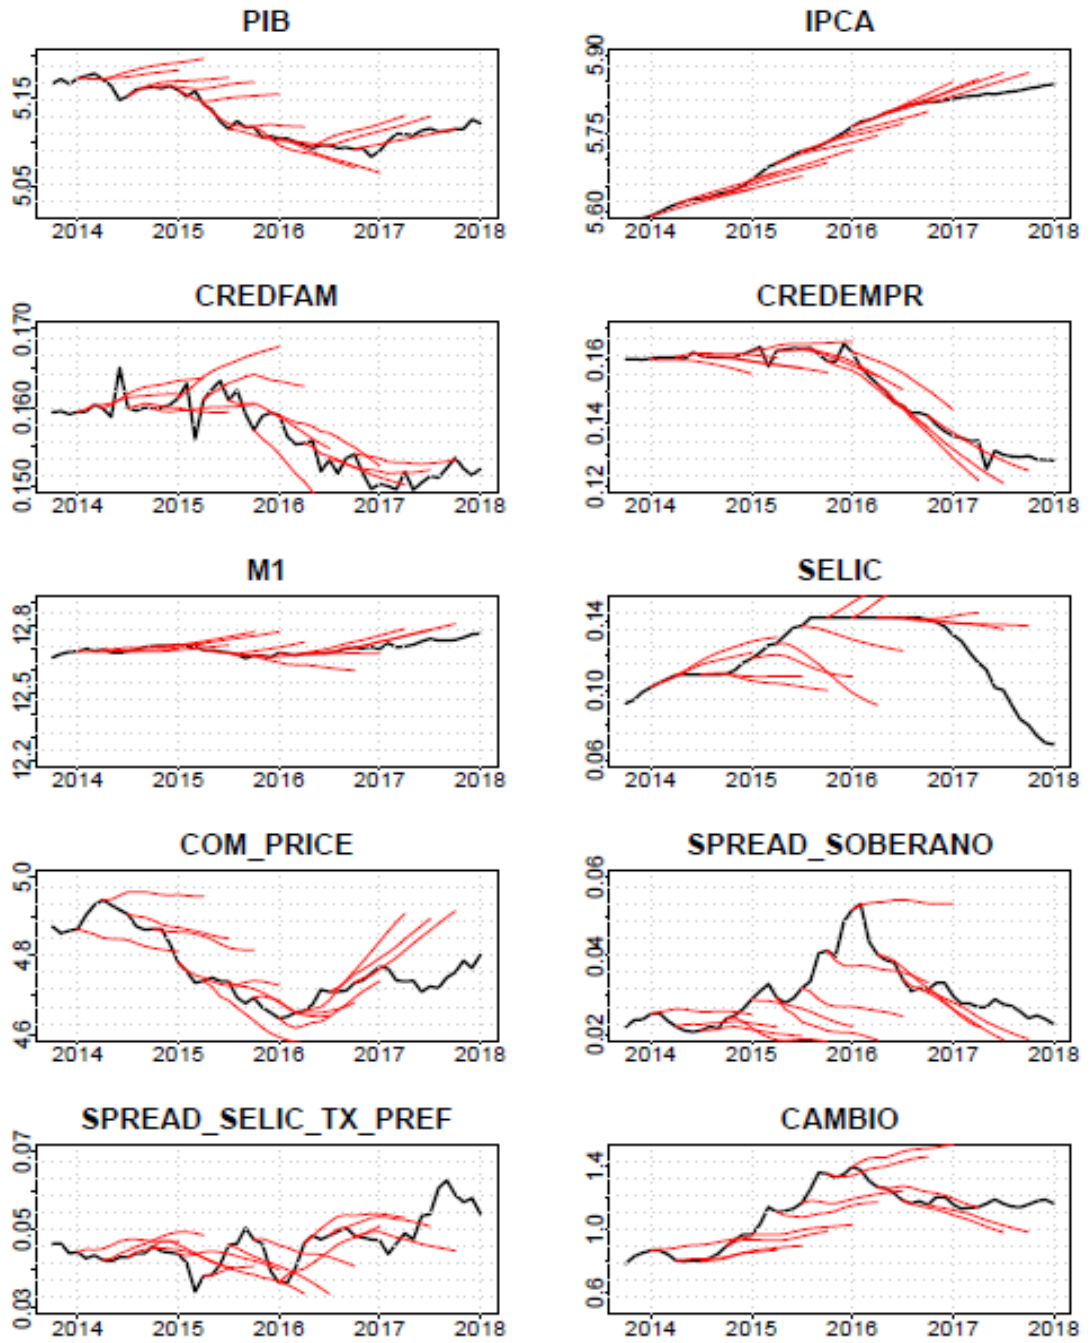 PIB
5.05 5.15
2014 2015 2016 2017 2018
IPCA
5.60 5.75 5.90
2014 2015 2016 2017 2018
CREDFAM
0.150 0.160 0.170
2014 2015 2016 2017 2018
CREDEMPR
0.12 0.14 0.16
2014 2015 2016 2017 2018
M1
12.2 12.5 12.8
2014 2015 2016 2017 2018
SELIC
0.06 0.10 0.14
2014 2015 2016 2017 2018
COM_PRICE
4.6 4.8 5.0
2014 2015 2016 2017 2018
SPREAD_SOBERANO
0.02 0.04 0.06
2014 2015 2016 2017 2018
SPREAD_SELIC_TX_PREF
0.03 0.05 0.07
2014 2015 2016 2017 2018
CAMBIO
0.6 1.0 1.4
2014 2015 2016 2017 2018